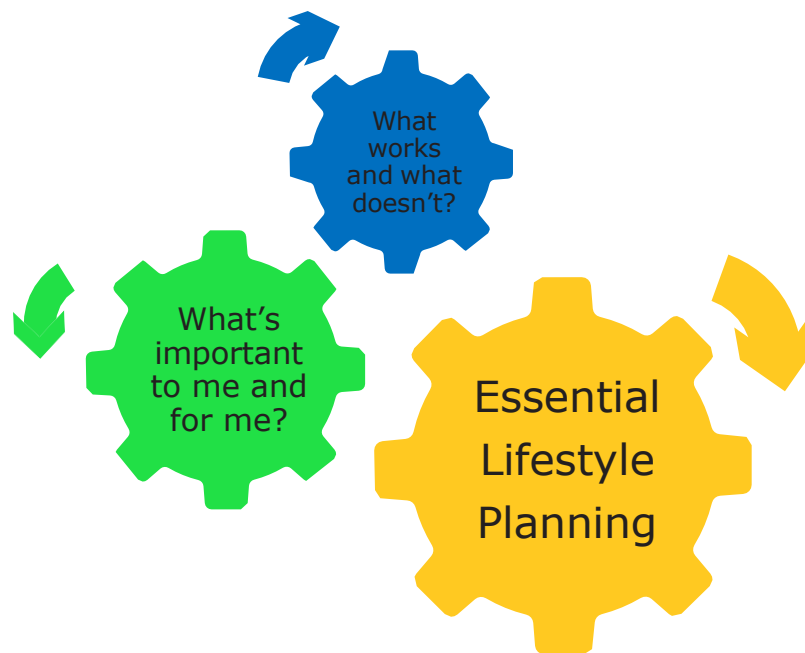 What
works
and what
doesn’t?
What’s
important
to me and
for me?
Essential
Lifestyle
Planning